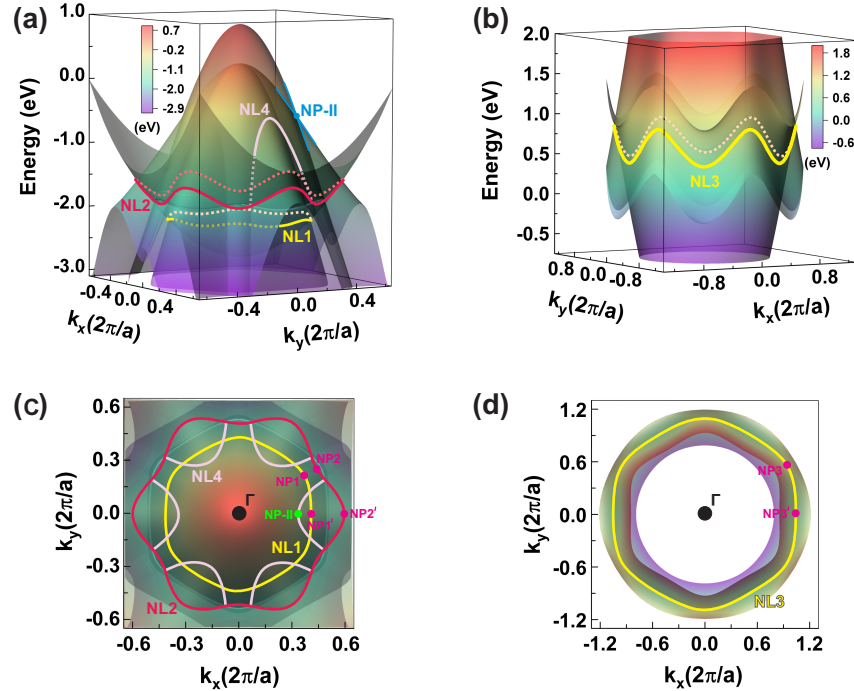 (a)
1.0
0.0
-1.0
-2.0
-3.0
Energy (eV)
0.7
-0.2
-1.1
-2.0
-2.9
(eV)
NL4
NP-II
NL2
NL1
-0.4
0.0
0.4
kx(2π/a)
-0.4
0.0
0.4
ky(2π/a)
(b)
2.0
1.5
1.0
0.5
0.0
-0.5
Energy (eV)
1.8
1.2
0.6
0.0
-0.6
(eV)
NL3
0.8
0.0
-0.8
ky(2π/a)
-0.8
0.0
0.8
kx(2π/a)
(c)
0.6
0.3
0.0
-0.3
-0.6
ky(2π/a)
NL4
NP1
NP2
Γ
NP-II
NP1′
NP2′
NL1
NL2
-0.6
-0.3
0.0
0.3
0.6
kx(2π/a)
(d)
1.2
0.6
0.0
-0.6
-1.2
ky(2π/a)
NP3
Γ
NP3′
NL3
-1.2
-0.6
0.0
0.6
1.2
kx(2π/a)